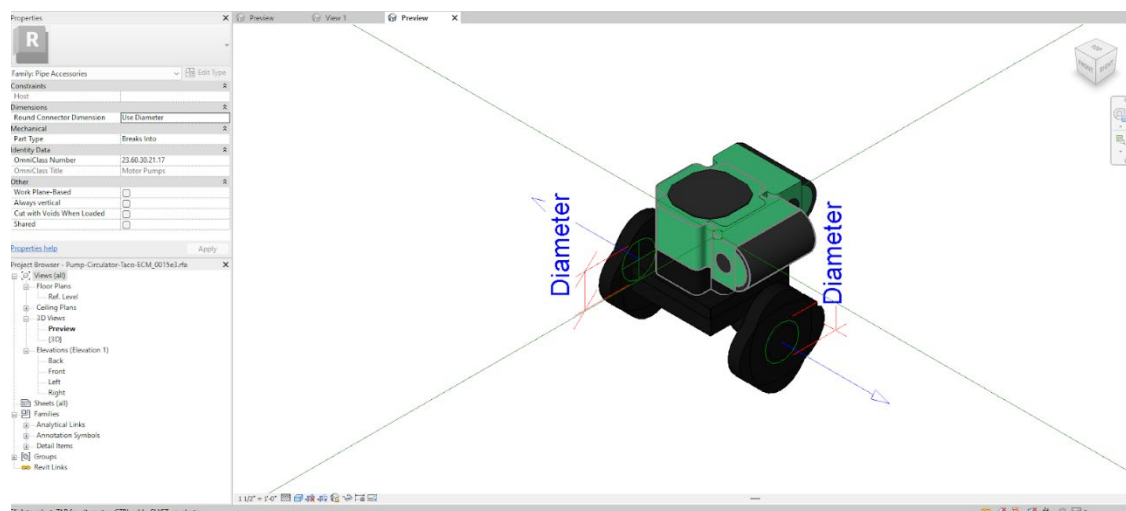 Properties
R
Family: Pipe Accessories
Edit Type
Constraints
Host
Dimensions
Round Connector Dimension Use Diameter
Mechanical
Part Type Breaks Into
Identity Data
OmniClass Number 23.60.30.21.17
OmniClass Title Motor Pumps
Other
Work Plane-Based
Always vertical
Cut with Voids When Loaded
Shared
Properties help
Apply
Project Browser - Pump-Circulator-Taco-ECM_0015e3.rfa
Views (all)
Floor Plans
Ref. Level
Ceiling Plans
3D Views
Preview
{3D}
Elevations (Elevation 1)
Back
Front
Left
Right
Sheets (all)
Families
Analytical Links
Annotation Symbols
Detail Items
Groups
Revit Links
Preview
View 1
Preview
Diameter
Diameter
TOP
FRONT
RIGHT
1 1/2" = 1'-0"